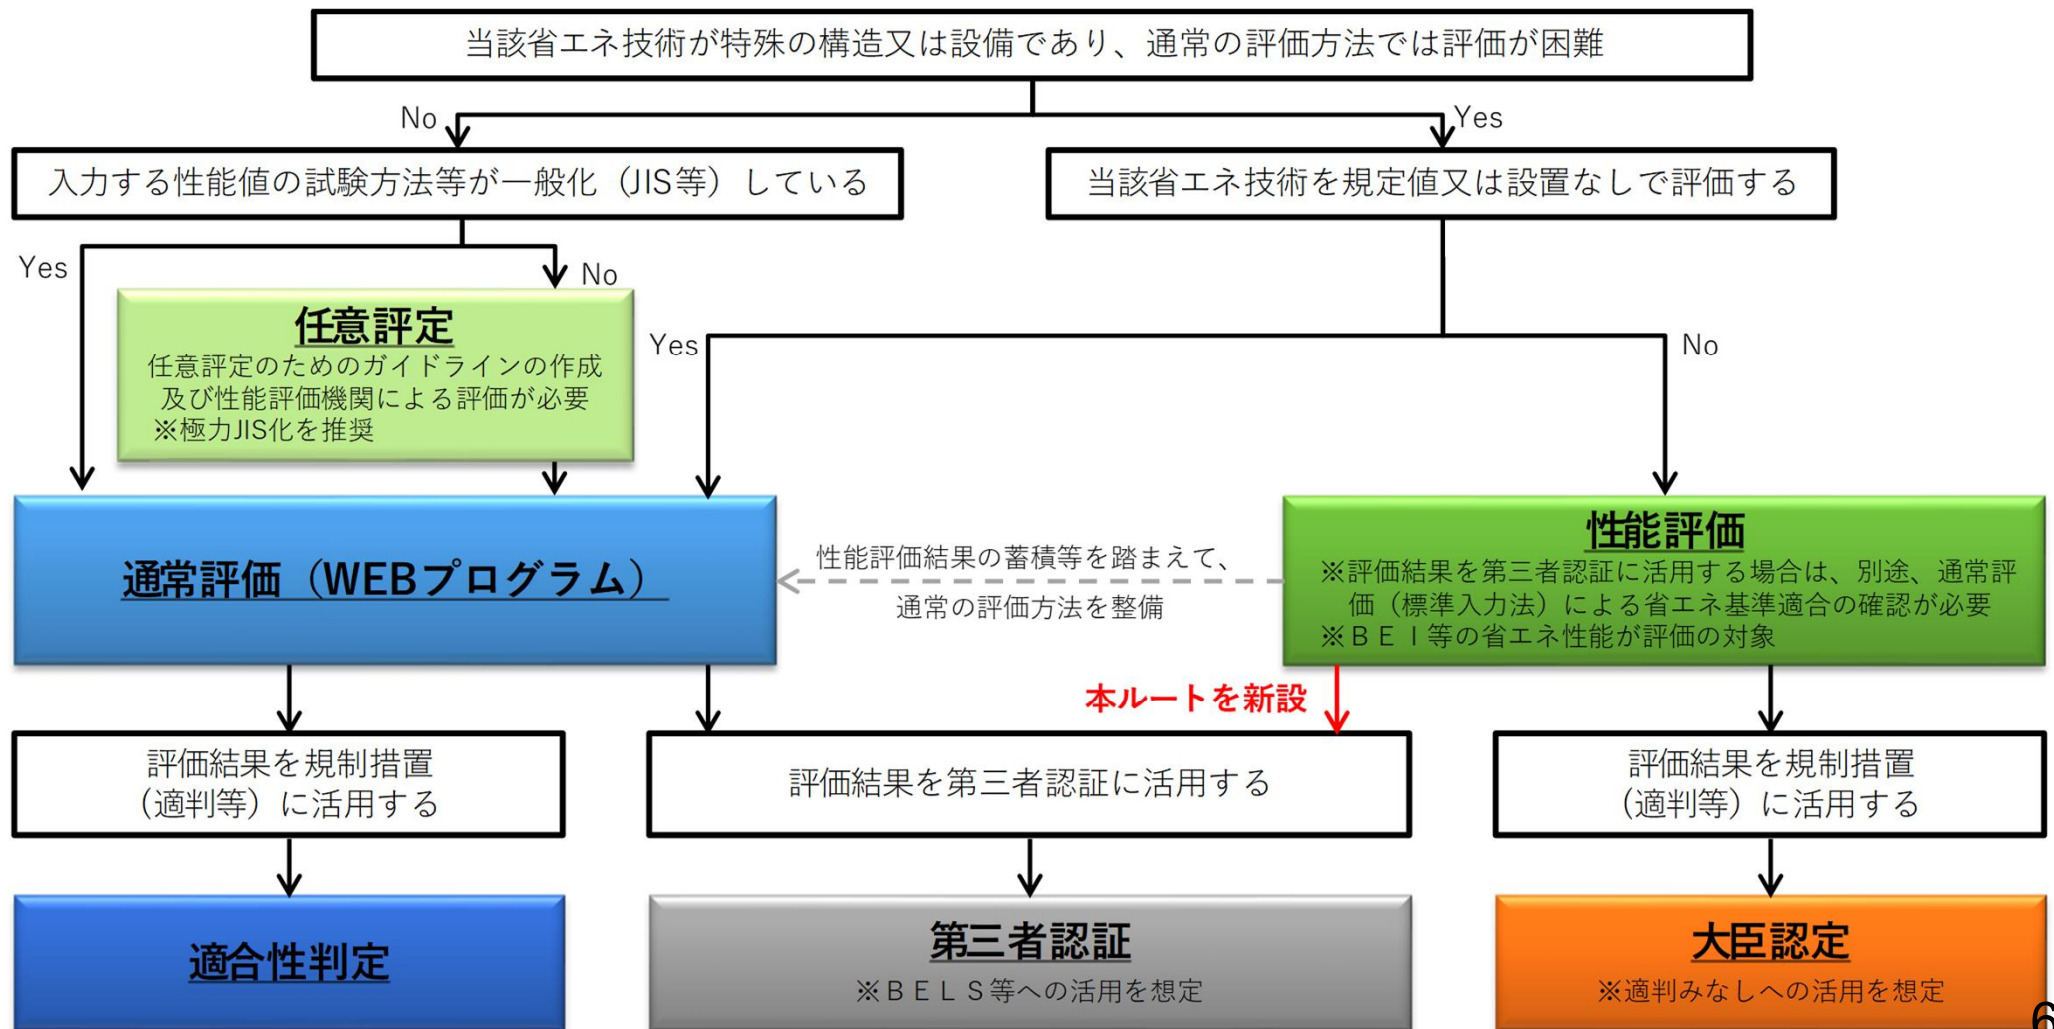 当該省エネ技術が特殊の構造又は設備であり、通常の評価方法では評価が困難
No
Yes
入力する性能値の試験方法等が一般化（JIS等）している
当該省エネ技術を規定値又は設置なしで評価する
Yes
No
任意評定
任意評定のためのガイドラインの作成
及び性能評価機関による評価が必要
※極力JIS化を推奨
Yes
No
通常評価（WEBプログラム）
性能評価結果の蓄積等を踏まえて、
通常の評価方法を整備
性能評価
※評価結果を第三者認証に活用する場合は、別途、通常評
価（標準入力法）による省エネ基準適合の確認が必要
※ＢＥＩ等の省エネ性能が評価の対象
本ルートを新設
評価結果を規制措置
（適判等）に活用する
評価結果を第三者認証に活用する
評価結果を規制措置
（適判等）に活用する
適合性判定
第三者認証
※ＢＥＬＳ等への活用を想定
大臣認定
※適判みなしへの活用を想定
6